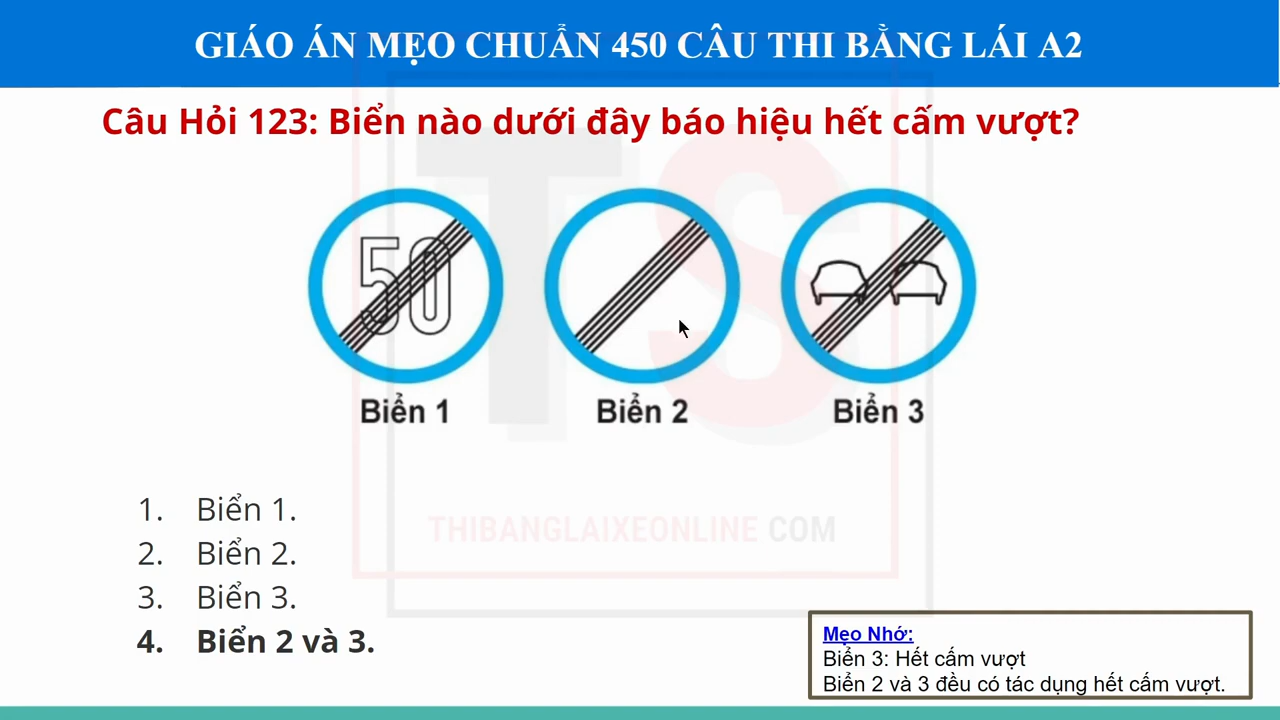 GIÁO ÁN MẸO CHUẨN 450 CÂU THI BẰNG LÁI A2
Câu Hỏi 123: Biển nào dưới đây báo hiệu hết cấm vượt?
50
Biển 1 Biển 2 Biển 3
1. Biển 1.
2. Biển 2.
3. Biển 3.
4. Biển 2 và 3.
TS
THIBANGLAIXEONLINE COM
Mẹo Nhớ:
Biển 3: Hết cấm vượt
Biển 2 và 3 đều có tác dụng hết cấm vượt.